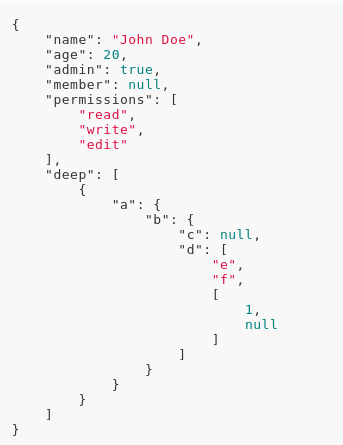 {
    "name": "John Doe",
    "age": 20,
    "admin": true,
    "member": null,
    "permissions": [
        "read",
        "write",
        "edit"
    ],
    "deep": [
        {
            "a": {
                "b": {
                    "c": null,
                    "d": [
                        "e",
                        "f",
                        [
                            1,
                            null
                        ]
                    ]
                }
            }
        }
    ]
}